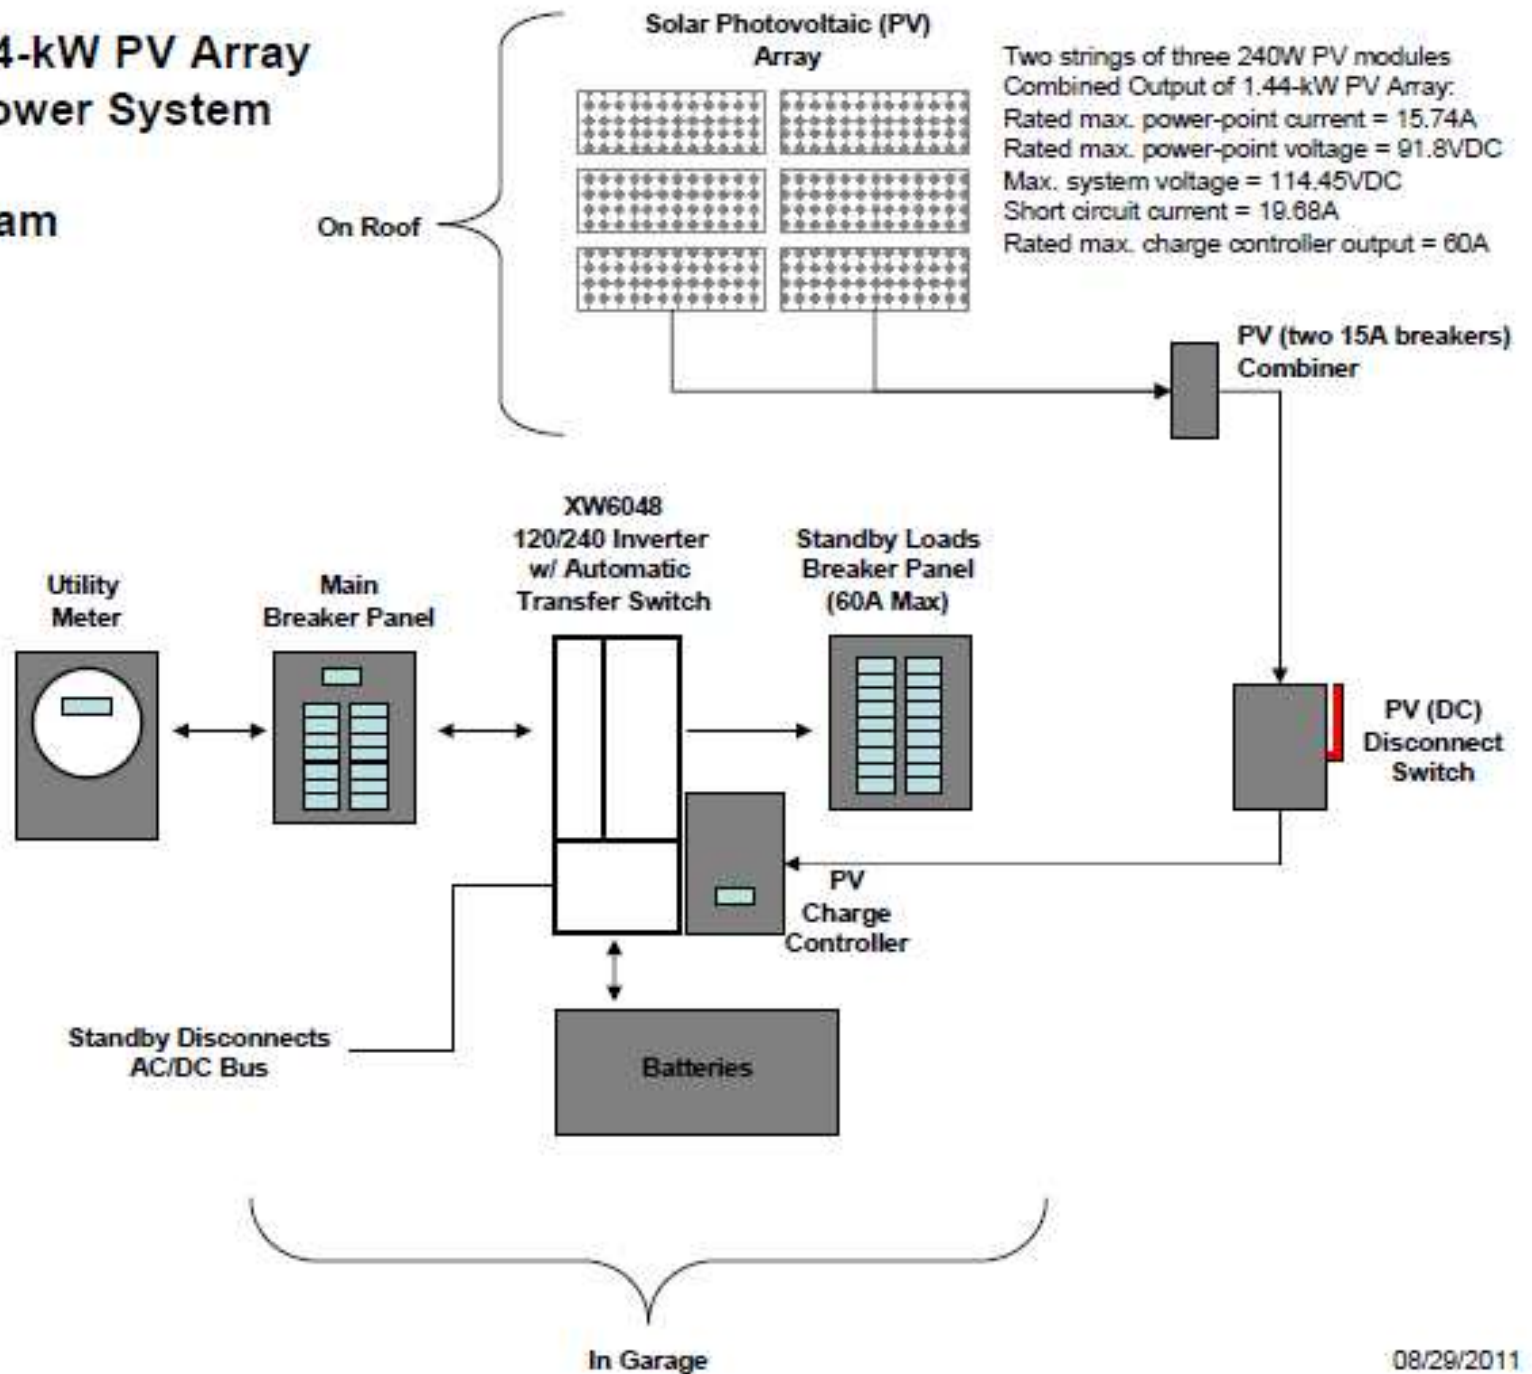 4-kW PV Array
ower System
am
On Roof
Solar Photovoltaic (PV)
Array
Two strings of three 240W PV modules
Combined Output of 1.44-kW PV Array:
Rated max. power-point current = 15.74A
Rated max. power-point voltage = 91.8VDC
Max. system voltage = 114.45VDC
Short circuit current = 19.68A
Rated max. charge controller output = 60A
PV (two 15A breakers)
Combiner
Utility
Meter
Main
Breaker Panel
XW6048
120/240 Inverter
w/ Automatic
Transfer Switch
Standby Loads
Breaker Panel
(60A Max)
PV (DC)
Disconnect
Switch
PV
Charge
Controller
Standby Disconnects
AC/DC Bus
Batteries
In Garage
08/29/2011